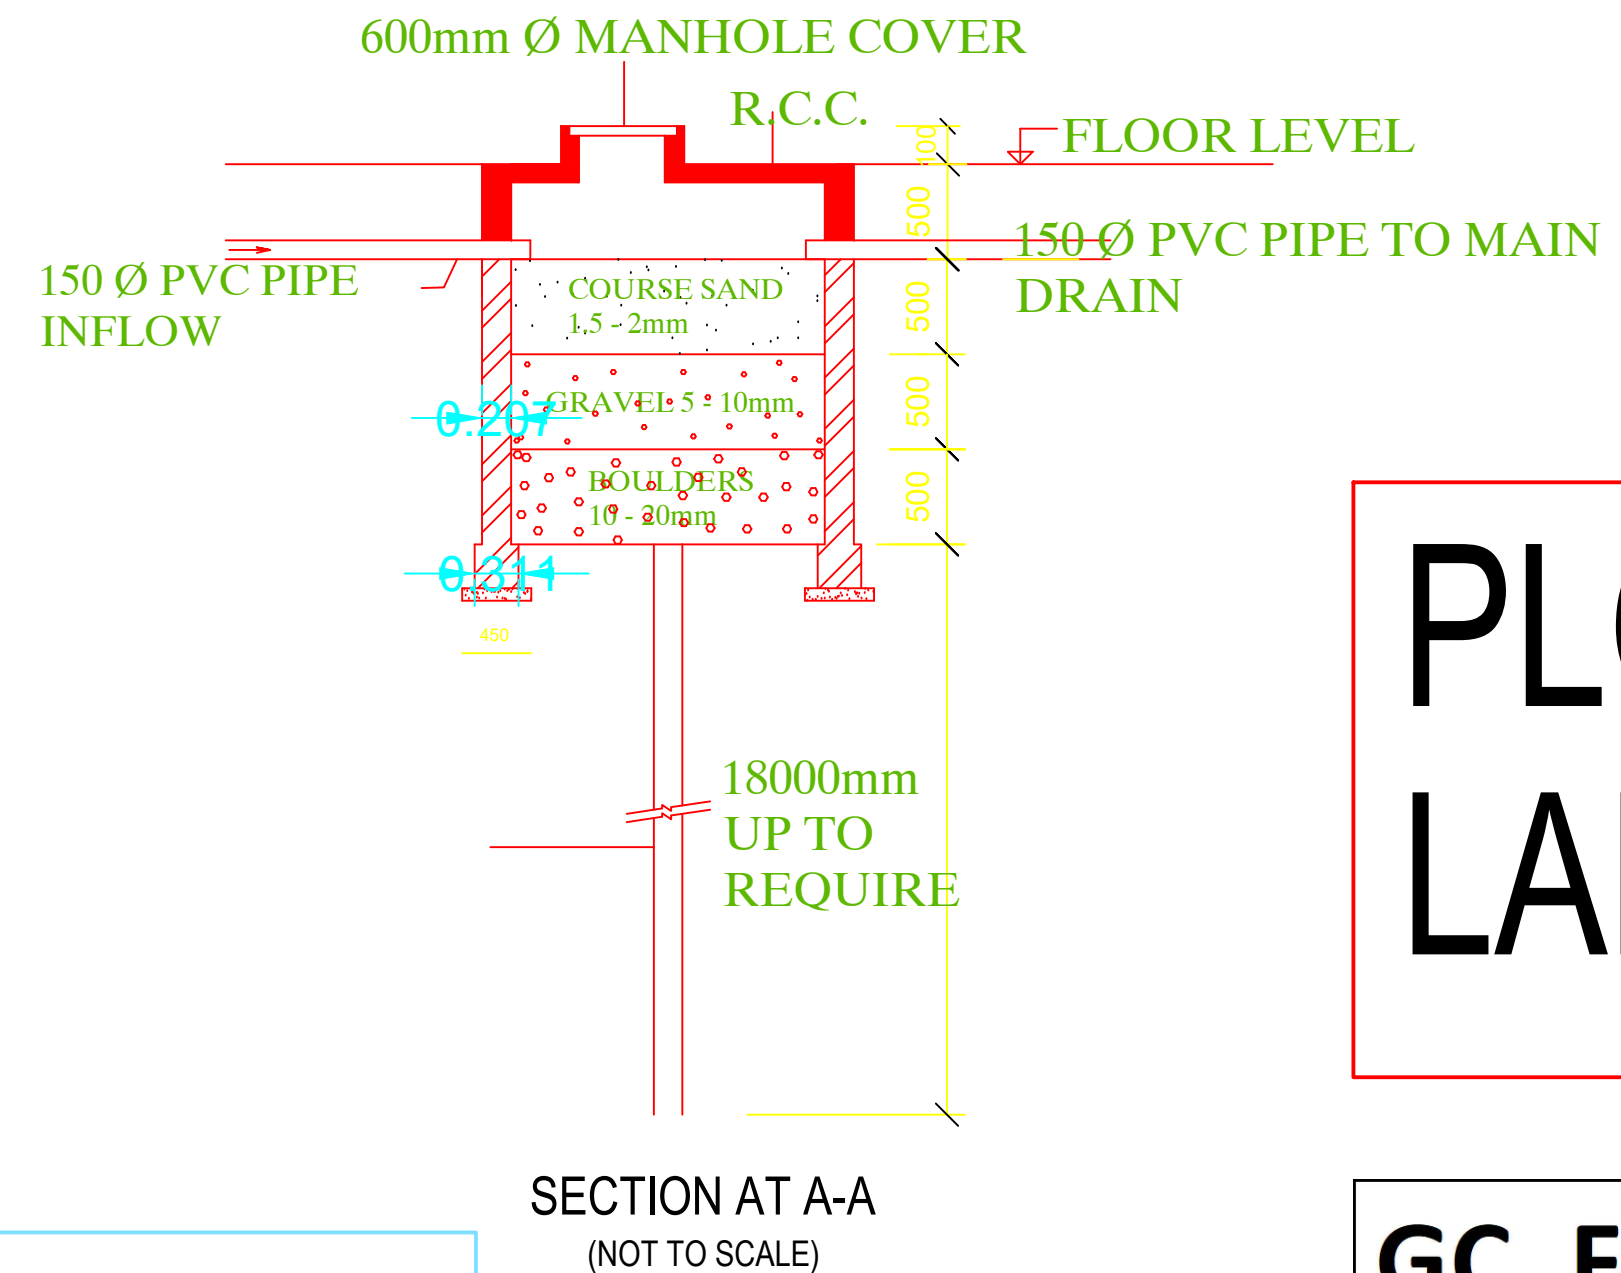 600mm Ø MANHOLE COVER
R.C.C.
100
FLOOR LEVEL
500
150 Ø PVC PIPE TO MAIN
DRAIN
150 Ø PVC PIPE
INFLOW
COURSE SAND
1.5 - 2mm
500
GRAVEL 5 - 10mm
500
0.207
BOULDERS
10 - 20mm
500
0.311
450
18000mm
UP TO
REQUIRE
SECTION AT A-A
(NOT TO SCALE)
GC